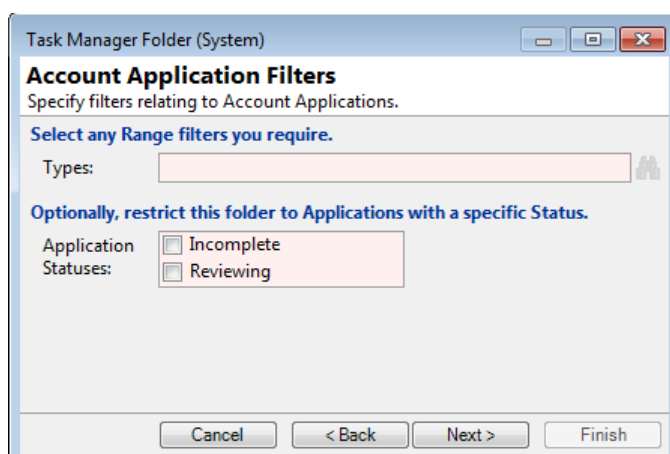 Task Manager Folder (System)
Account Application Filters
Specify filters relating to Account Applications.
Select any Range filters you require.
Types:
Optionally, restrict this folder to Applications with a specific Status.
Application Statuses:
Incomplete
Reviewing
Cancel
< Back
Next >
Finish